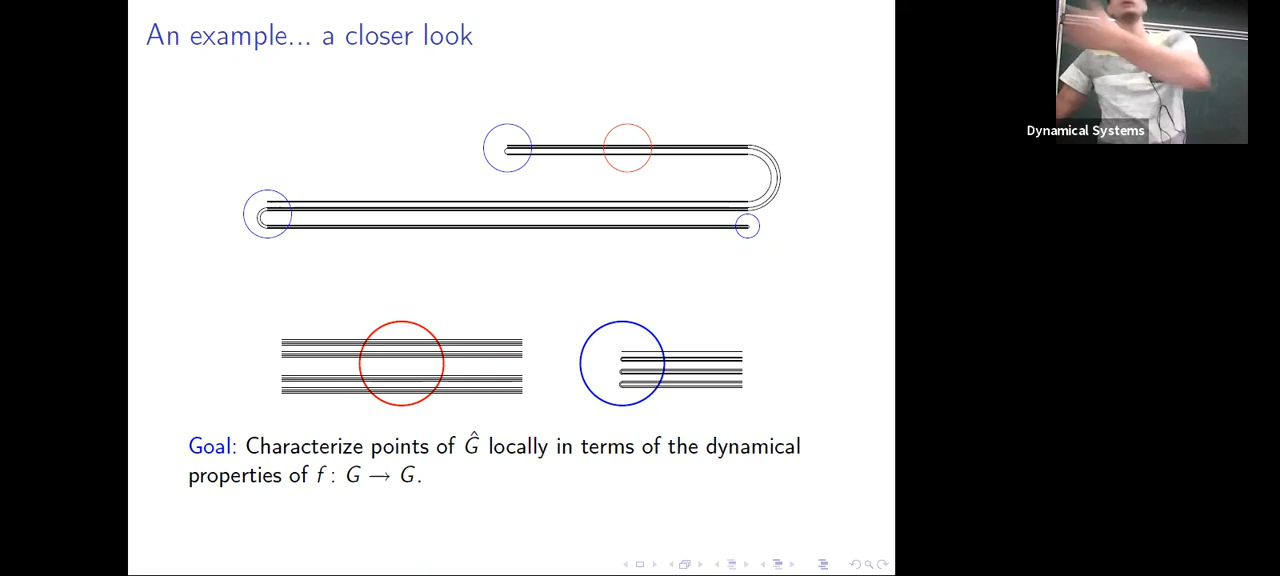 An example... a closer look
Dynamical Systems
Goal: Characterize points of Ĝ locally in terms of the dynamical
properties of f : G → G.